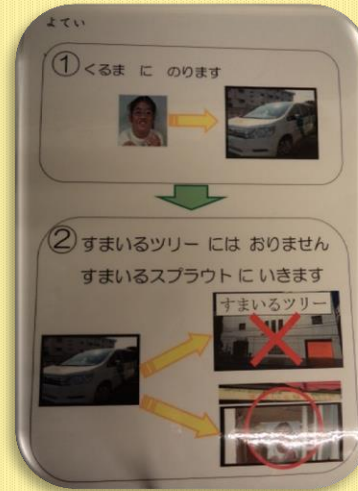 よてい
① くるま に のります
② すまいるツリー には おりません
すまいるスプラウト に いきます
すまいるツリー